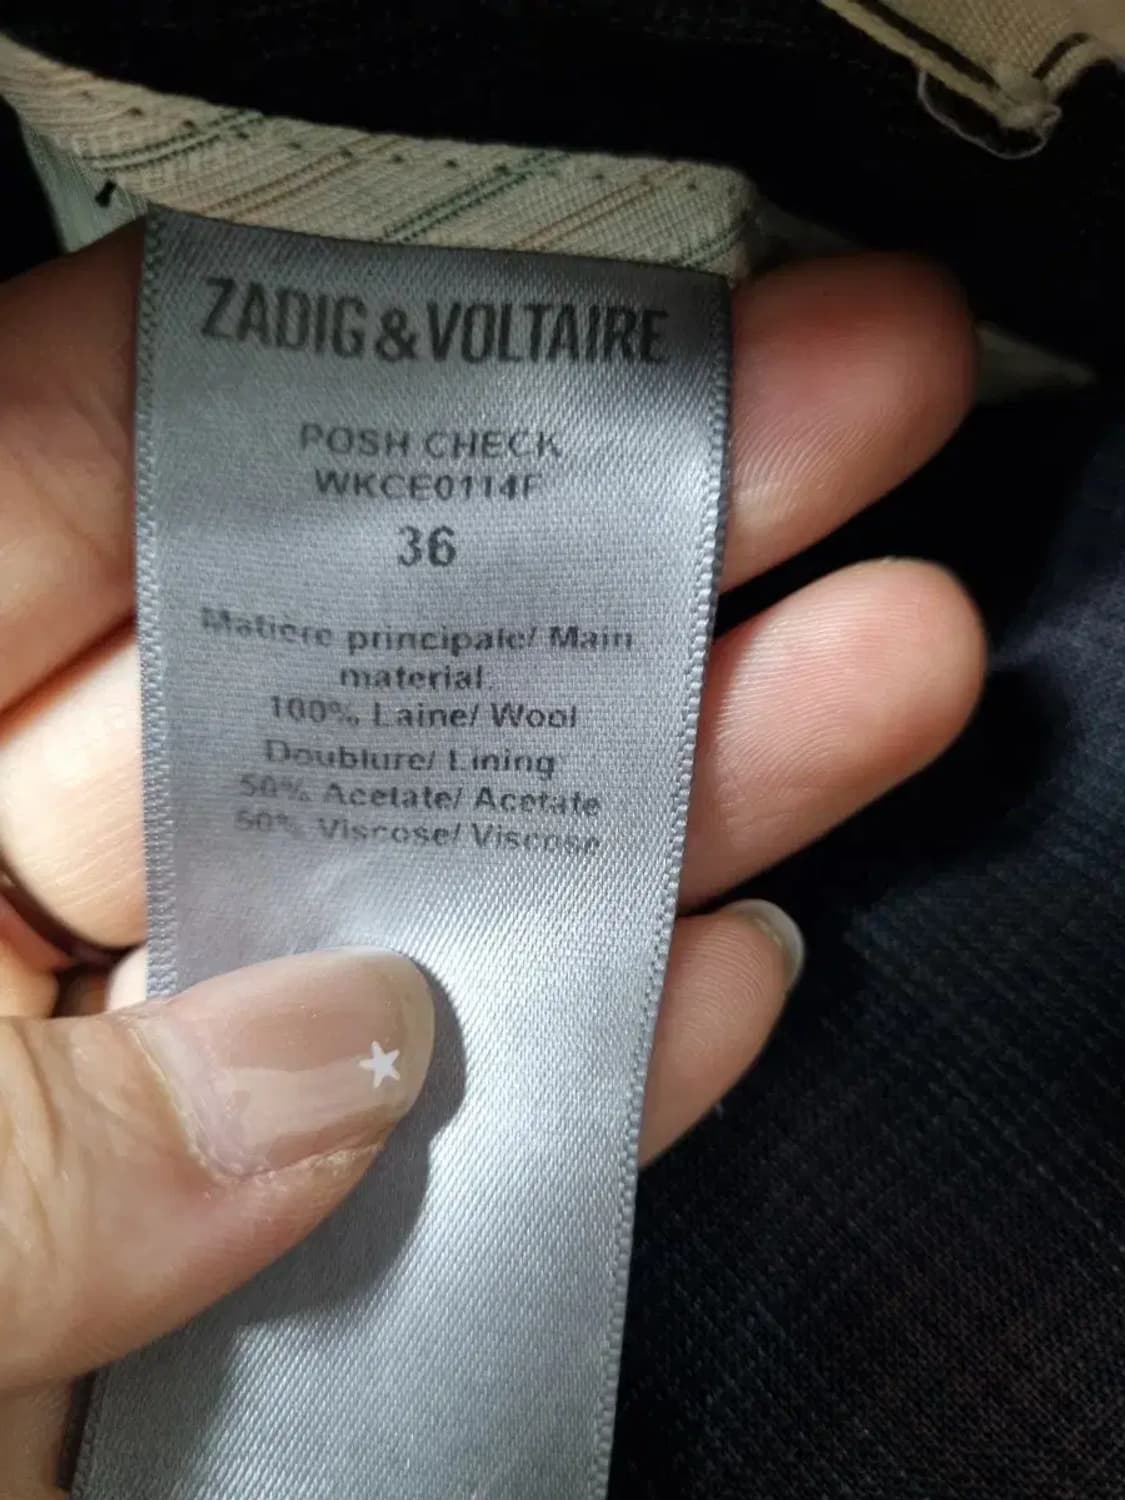 ZADIG&VOLTAIRE
POSH CHECK
WKCE0114F
36
Matière principale/ Main
material:
100% Laine/ Wool
Doublure/ Lining
50% Acetate/ Acetate
50% Viscose/ Viscose